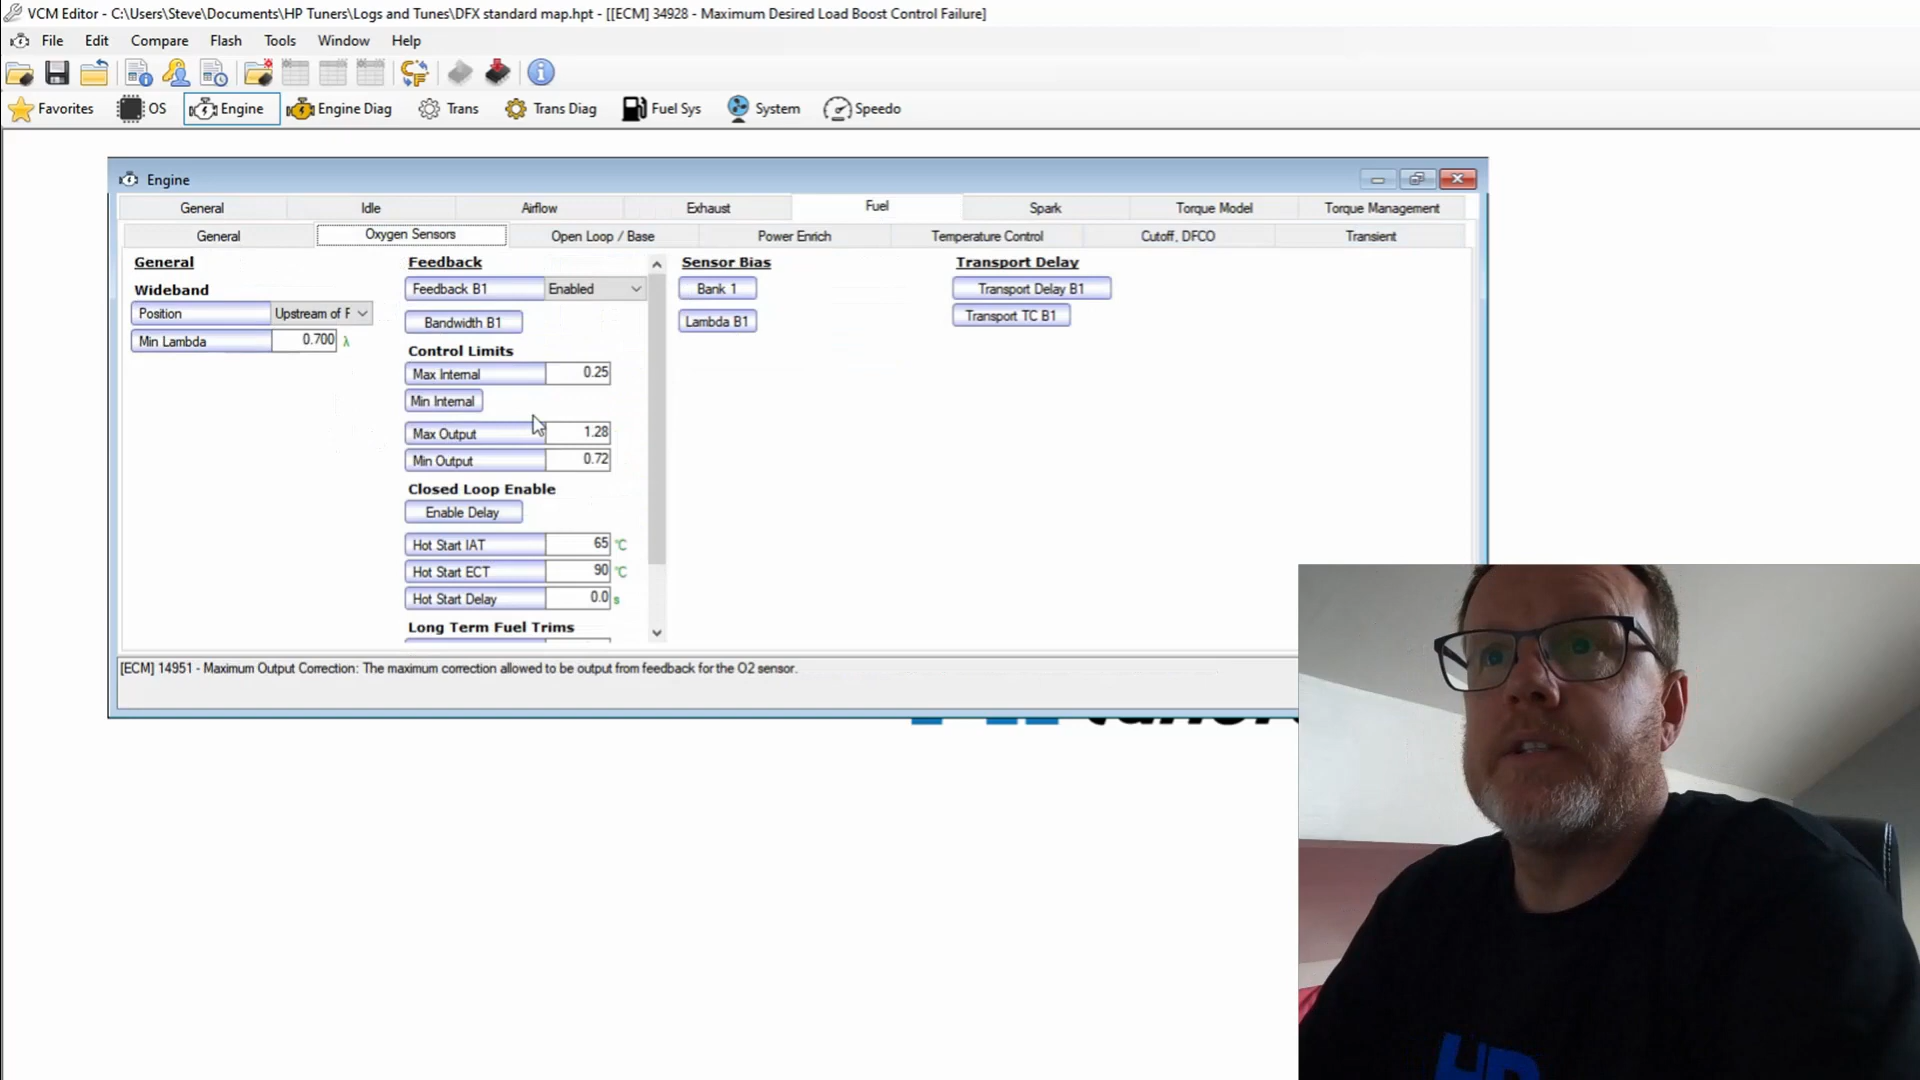 VCM Editor - C:\Users\Steve\Documents\HP Tuners\Logs and Tunes\DFX standard map.hpt - [[ECM] 34928 - Maximum Desired Load Boost Control Failure]
File Edit Compare Flash Tools Window Help
Favorites OS Engine Engine Diag Trans Trans Diag Fuel Sys System Speedo
Engine
General Idle Airflow Exhaust Fuel Spark Torque Model Torque Management
General Oxygen Sensors Open Loop / Base Power Enrich Temperature Control Cutoff, DFCO Transient
General
Wideband
Position Upstream of F
Min Lambda 0.700 λ
Feedback
Feedback B1 Enabled
Bandwidth B1
Control Limits
Max Internal 0.25
Min Internal
Max Output 1.28
Min Output 0.72
Closed Loop Enable
Enable Delay
Hot Start IAT 65 °C
Hot Start ECT 90 °C
Hot Start Delay 0.0 s
Long Term Fuel Trims
Sensor Bias
Bank 1
Lambda B1
Transport Delay
Transport Delay B1
Transport TC B1
[ECM] 14951 - Maximum Output Correction: The maximum correction allowed to be output from feedback for the O2 sensor.